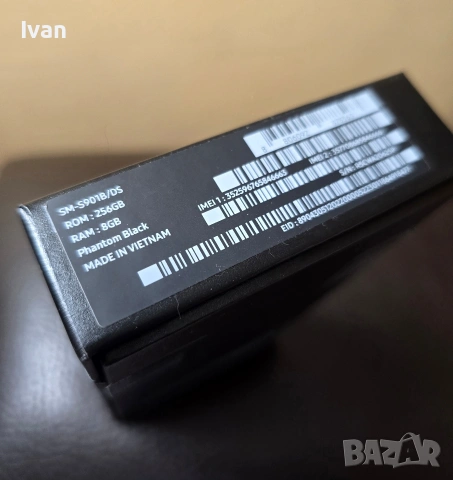 Ivan
SM-S901B/DS
ROM : 256GB
RAM : 8GB
Phantom Black
MADE IN VIETNAM
IMEI 1 : 352596765846663
IMEI 2 :
EID :
BAZAR